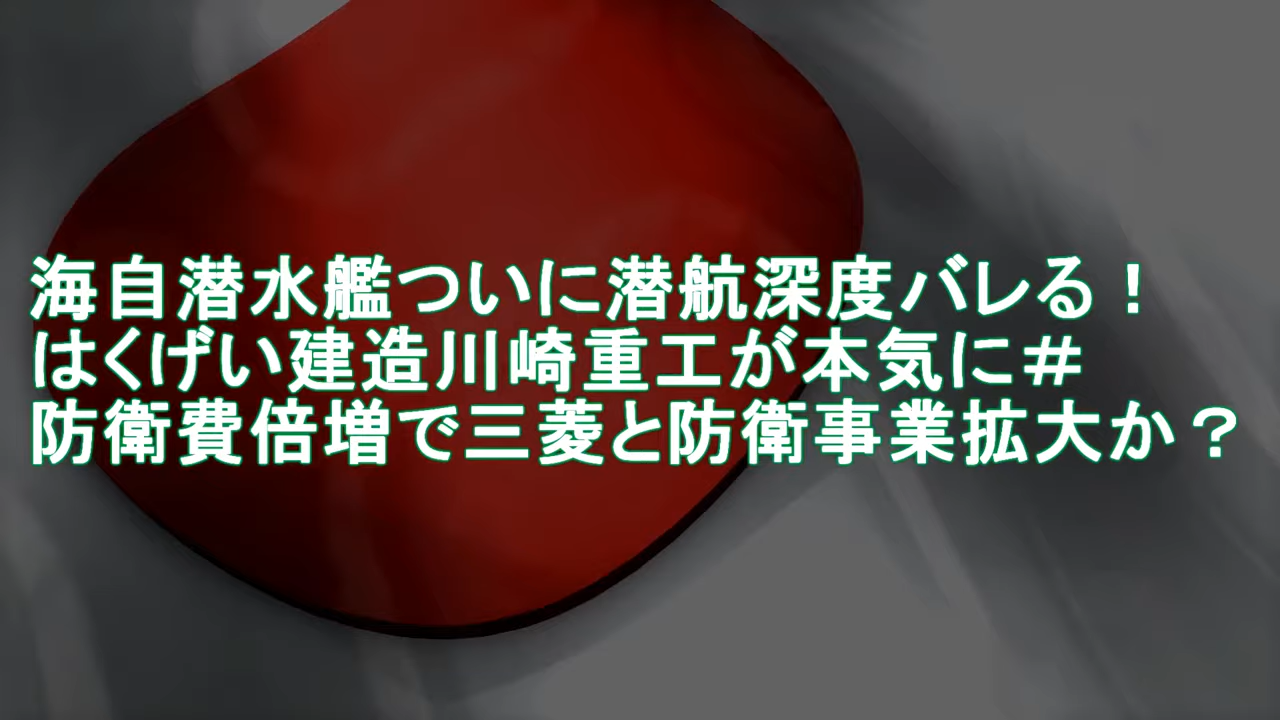 海自潜水艦ついに潜航深度バレる！
はくげい建造川崎重工が本気に＃
防衛費倍増で三菱と防衛事業拡大か？